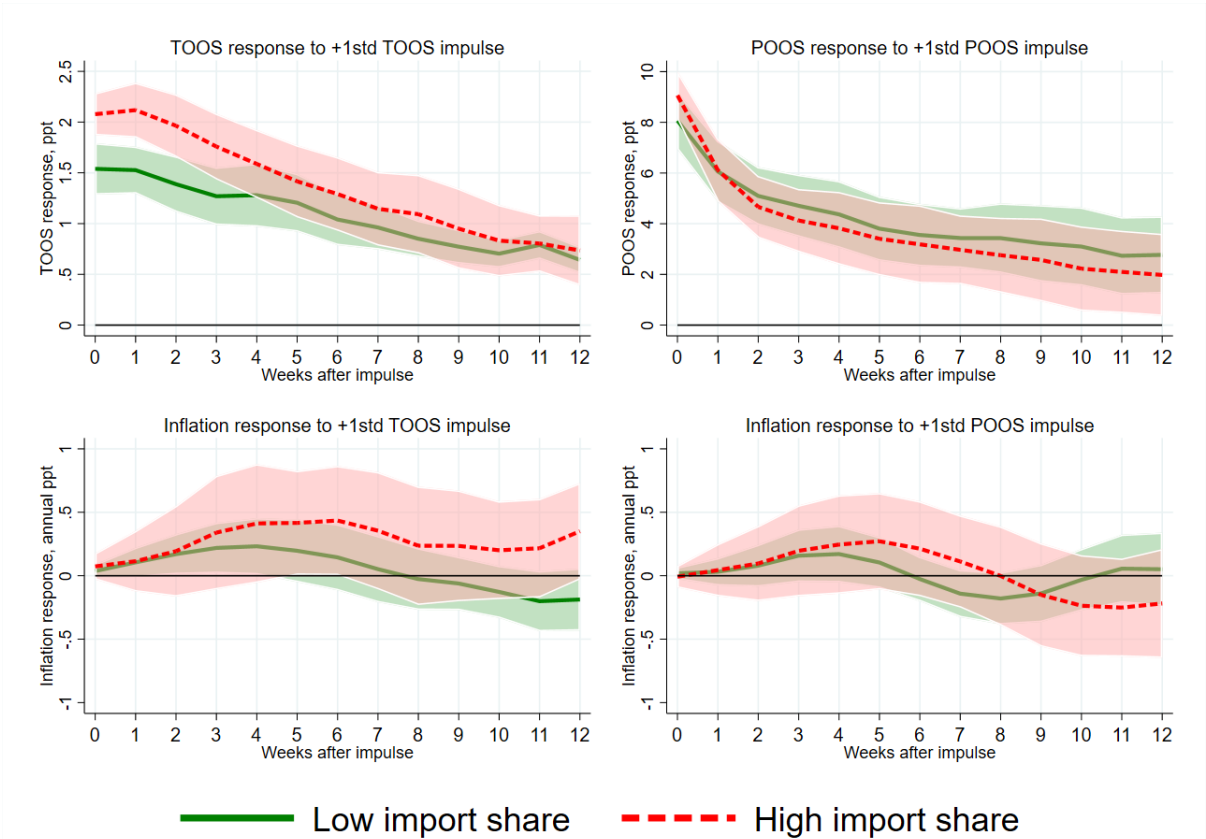 TOOS response to +1std TOOS impulse
TOOS response, ppt
2.5
2
1.5
1
.5
0
0 1 2 3 4 5 6 7 8 9 10 11 12
Weeks after impulse
POOS response to +1std POOS impulse
POOS response, ppt
10
8
6
4
2
0
0 1 2 3 4 5 6 7 8 9 10 11 12
Weeks after impulse
Inflation response to +1std TOOS impulse
Inflation response, annual ppt
1
.5
0
-.5
-1
0 1 2 3 4 5 6 7 8 9 10 11 12
Weeks after impulse
Inflation response to +1std POOS impulse
Inflation response, annual ppt
1
.5
0
-.5
-1
0 1 2 3 4 5 6 7 8 9 10 11 12
Weeks after impulse
Low import share
High import share